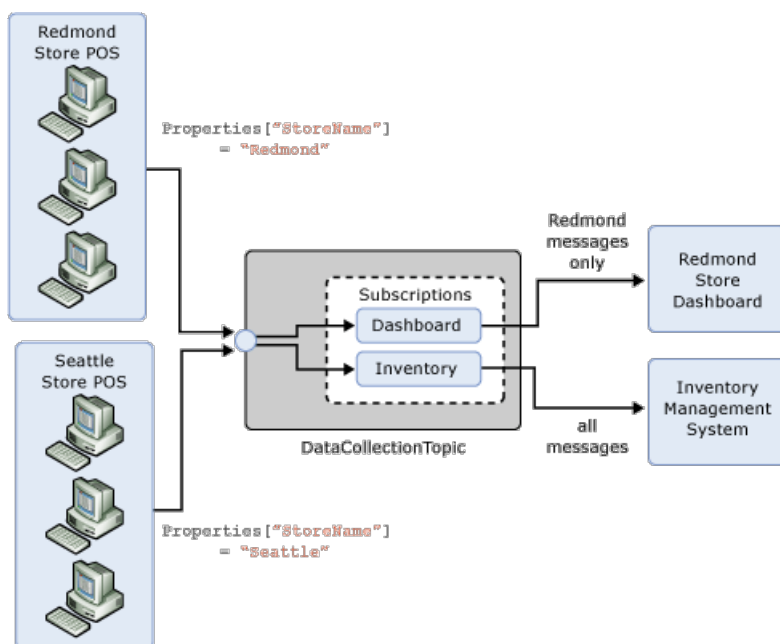 Redmond
Store POS
Properties["StoreName"]
= "Redmond"
Redmond
messages
only
Redmond
Store
Dashboard
Subscriptions
Dashboard
Inventory
DataCollectionTopic
Seattle
Store POS
Inventory
Management
System
all
messages
Properties["StoreName"]
= "Seattle"